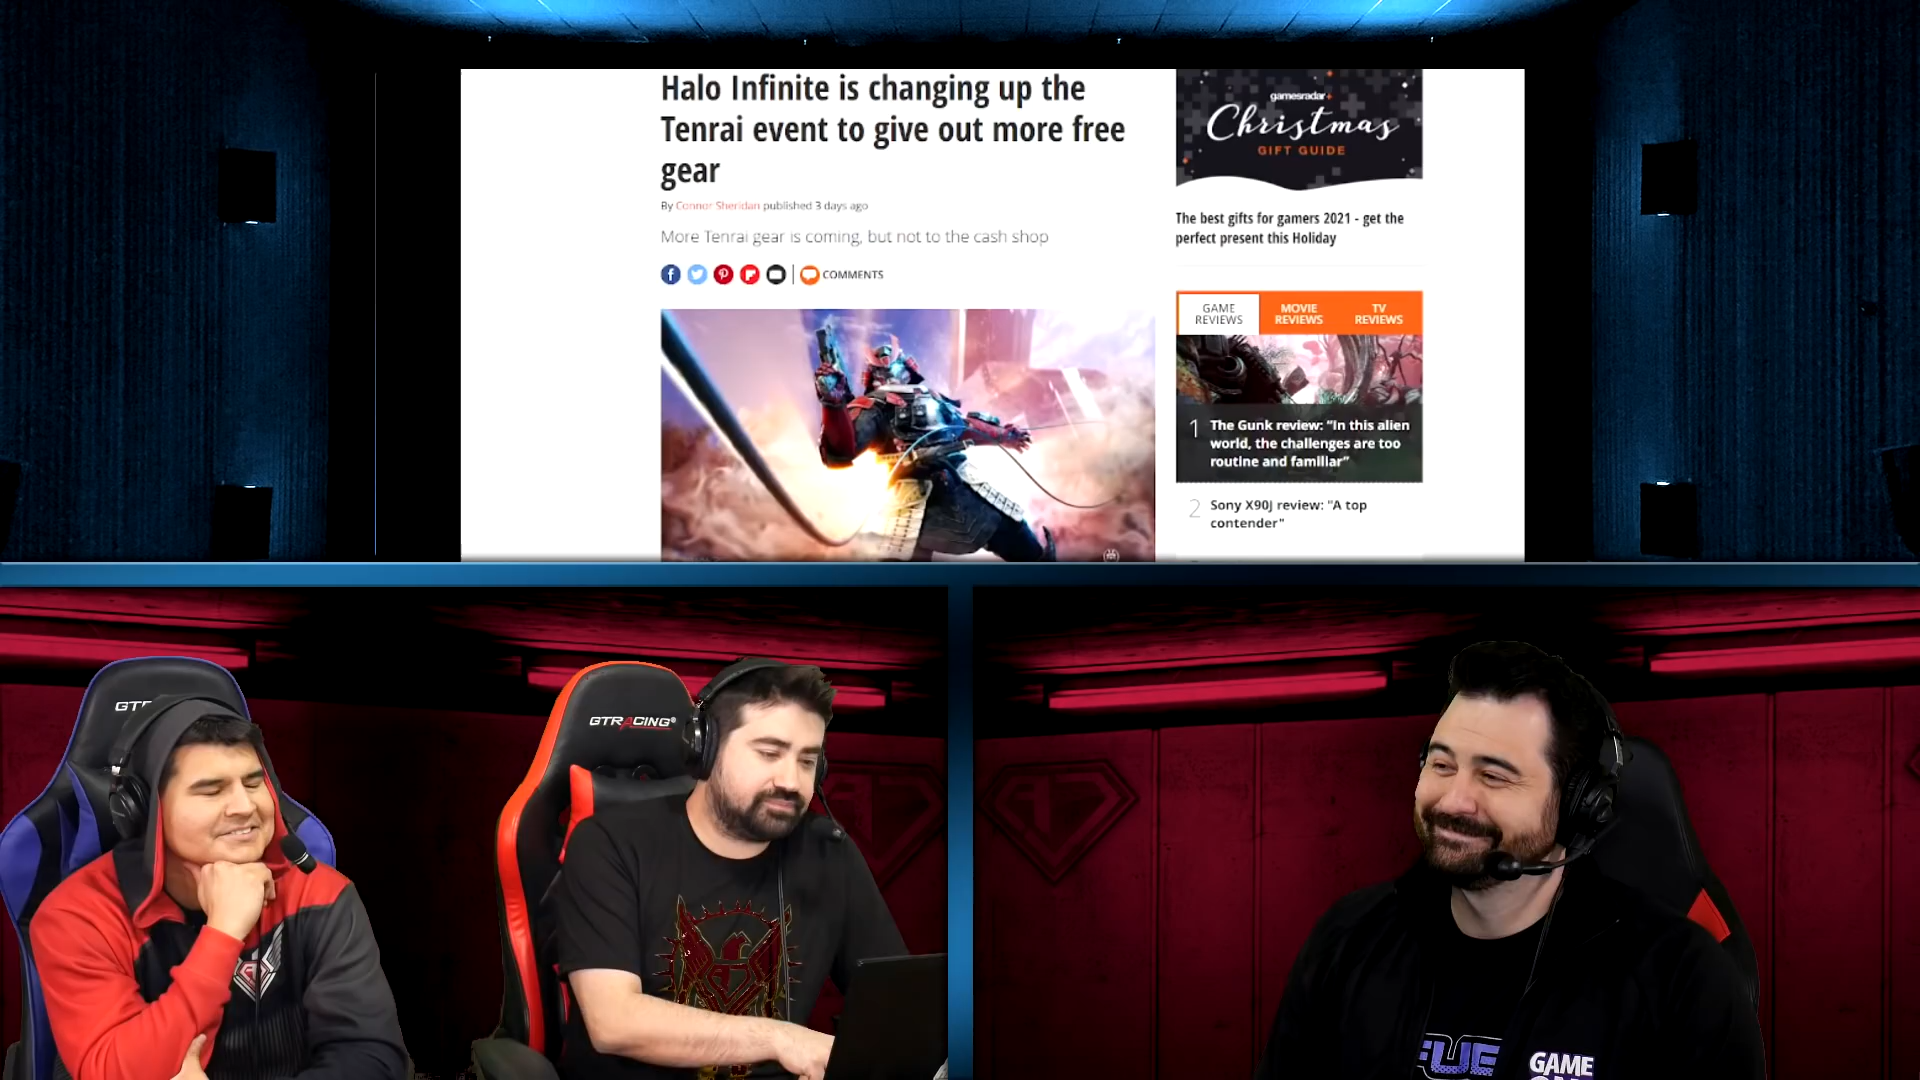 Halo Infinite is changing up the
Tenrai event to give out more free
gear
By Connor Sheridan published 3 days ago
More Tenrai gear is coming, but not to the cash shop
COMMENTS
gamesradar+
Christmas
GIFT GUIDE
The best gifts for gamers 2021 - get the
perfect present this Holiday
GAME
REVIEWS
MOVIE
REVIEWS
TV
REVIEWS
1
The Gunk review: “In this alien
world, the challenges are too
routine and familiar”
2
Sony X90J review: "A top
contender"
GTRACING®
GAME